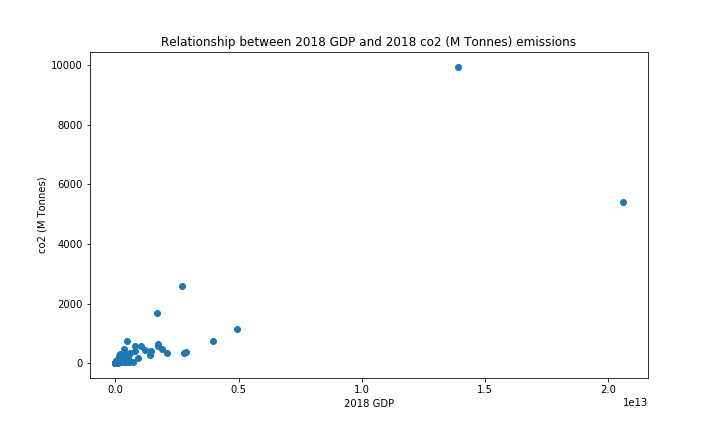 Relationship between 2018 GDP and 2018 co2 (M Tonnes) emissions
co2 (M Tonnes)
10000
8000
6000
4000
2000
0
0.0 0.5 1.0 1.5 2.0
1e13
2018 GDP